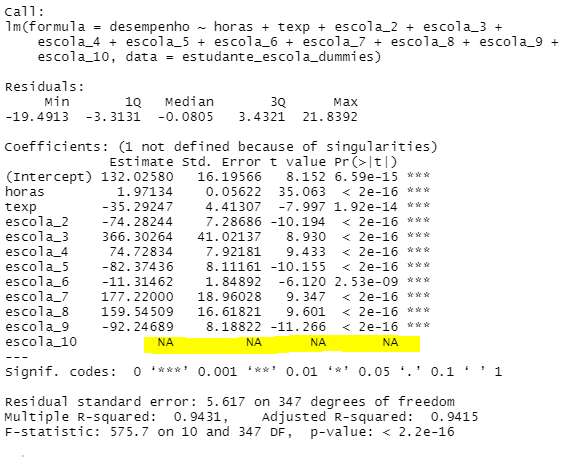 Call:
lm(formula = desempenho ~ horas + texp + escola_2 + escola_3 +
escola_4 + escola_5 + escola_6 + escola_7 + escola_8 + escola_9 +
escola_10, data = estudante_escola_dummies)
Residuals:
Min 1Q Median 3Q Max
-19.4913 -3.3131 -0.0805 3.4321 21.8392
Coefficients: (1 not defined because of singularities)
Estimate Std. Error t value Pr(>|t|)
(Intercept) 132.02580 16.19566 8.152 6.59e-15 ***
horas 1.97134 0.05622 35.063 < 2e-16 ***
texp -35.29247 4.41307 -7.997 1.92e-14 ***
escola_2 -74.28244 7.28686 -10.194 < 2e-16 ***
escola_3 366.30264 41.02137 8.930 < 2e-16 ***
escola_4 74.72834 7.92181 9.433 < 2e-16 ***
escola_5 -82.37436 8.11161 -10.155 < 2e-16 ***
escola_6 -11.31462 1.84892 -6.120 2.53e-09 ***
escola_7 177.22000 18.96028 9.347 < 2e-16 ***
escola_8 159.54509 16.61821 9.601 < 2e-16 ***
escola_9 -92.24689 8.18822 -11.266 < 2e-16 ***
escola_10 NA NA NA NA
---
Signif. codes: 0 ‘***’ 0.001 ‘**’ 0.01 ‘*’ 0.05 ‘.’ 0.1 ‘ ’ 1
Residual standard error: 5.617 on 347 degrees of freedom
Multiple R-squared: 0.9431, Adjusted R-squared: 0.9415
F-statistic: 575.7 on 10 and 347 DF, p-value: < 2.2e-16